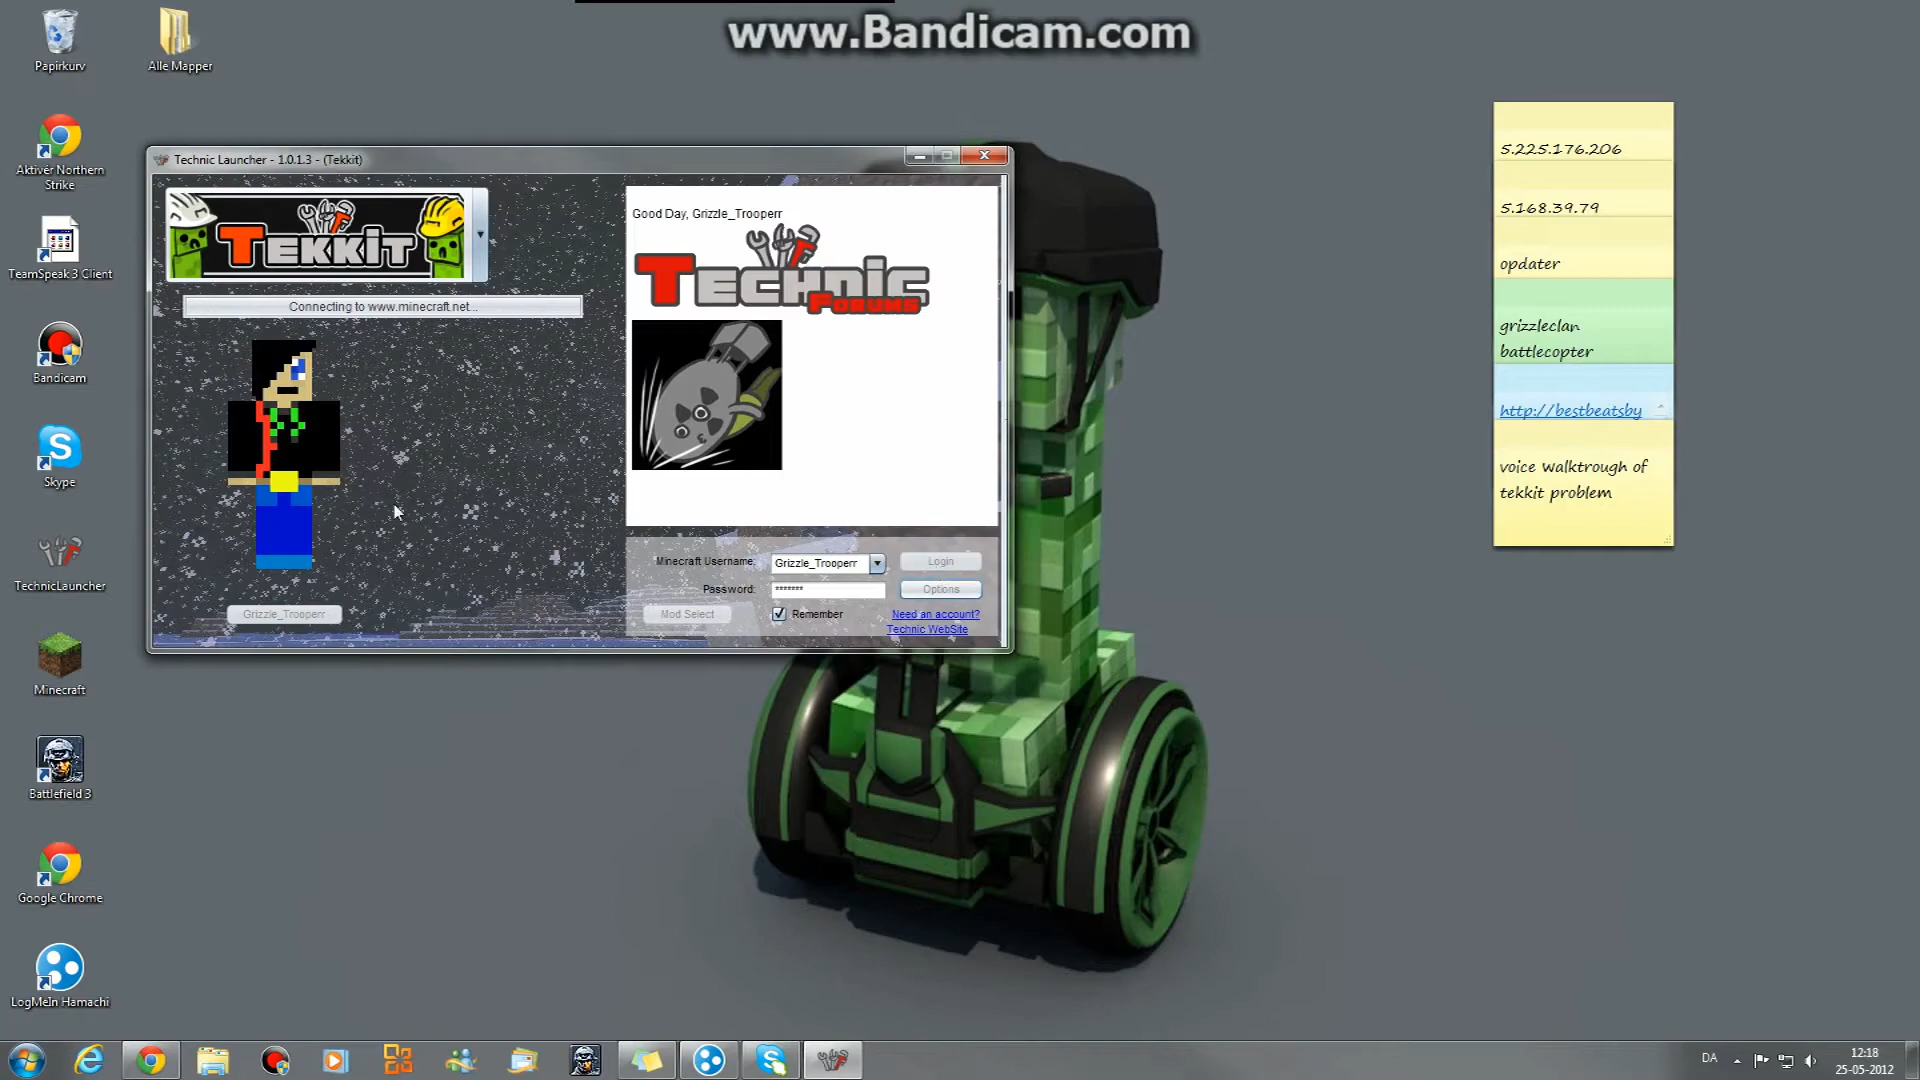 www.Bandicam.com
Papirkurv
Alle Mapper
Aktivér Northern
Strike
TeamSpeak 3 Client
Bandicam
Skype
TechnicLauncher
Minecraft
Battlefield 3
Google Chrome
LogMeIn Hamachi
Technic Launcher - 1.0.1.3 - (Tekkit)
TEKKIT
Connecting to www.minecraft.net...
Grizzle_Trooperr
Good Day, Grizzle_Trooperr
TECHNIC
FORUMS
Minecraft Username:
Grizzle_Trooperr
Login
Password:
*******
Options
Mod Select
Remember
Need an account?
Technic WebSite
5.225.176.206
5.168.39.79
opdater
grizzleclan
battlecopter
http://bestbeatsby
voice walktrough of
tekkit problem
DA
12:18
25-05-2012